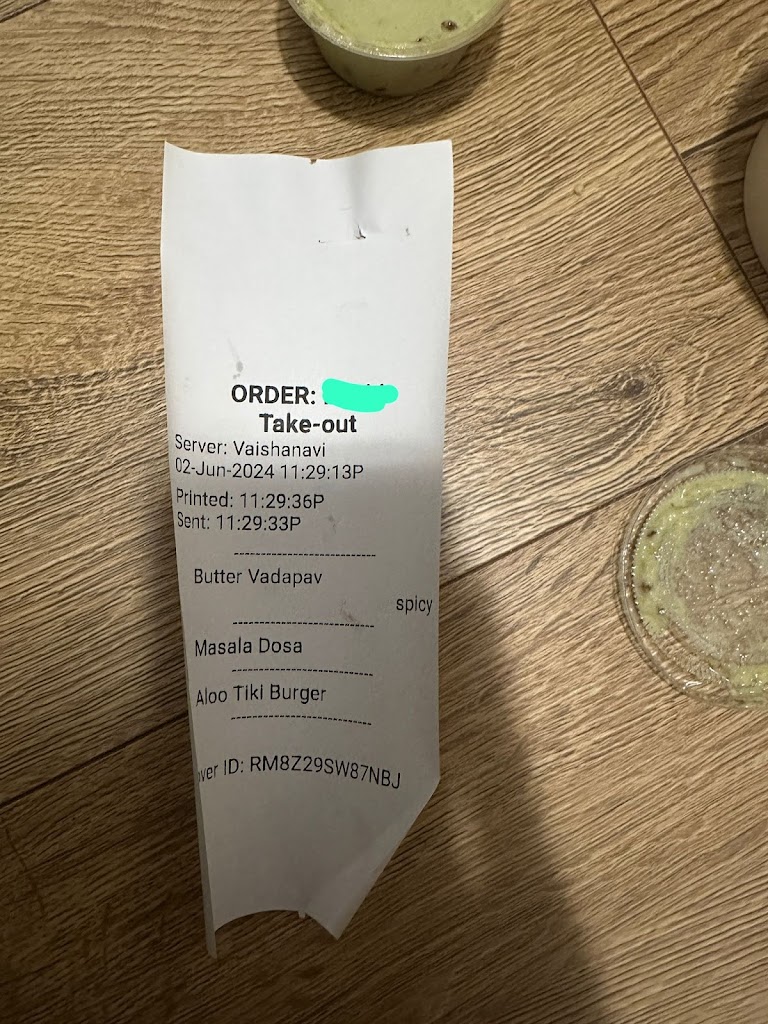 ORDER:
Take-out
Server: Vaishanavi
02-Jun-2024 11:29:13P
Printed: 11:29:36P
Sent: 11:29:33P
Butter Vadapav
spicy
Masala Dosa
Aloo Tiki Burger
ver ID: RM8Z29SW87NBJ